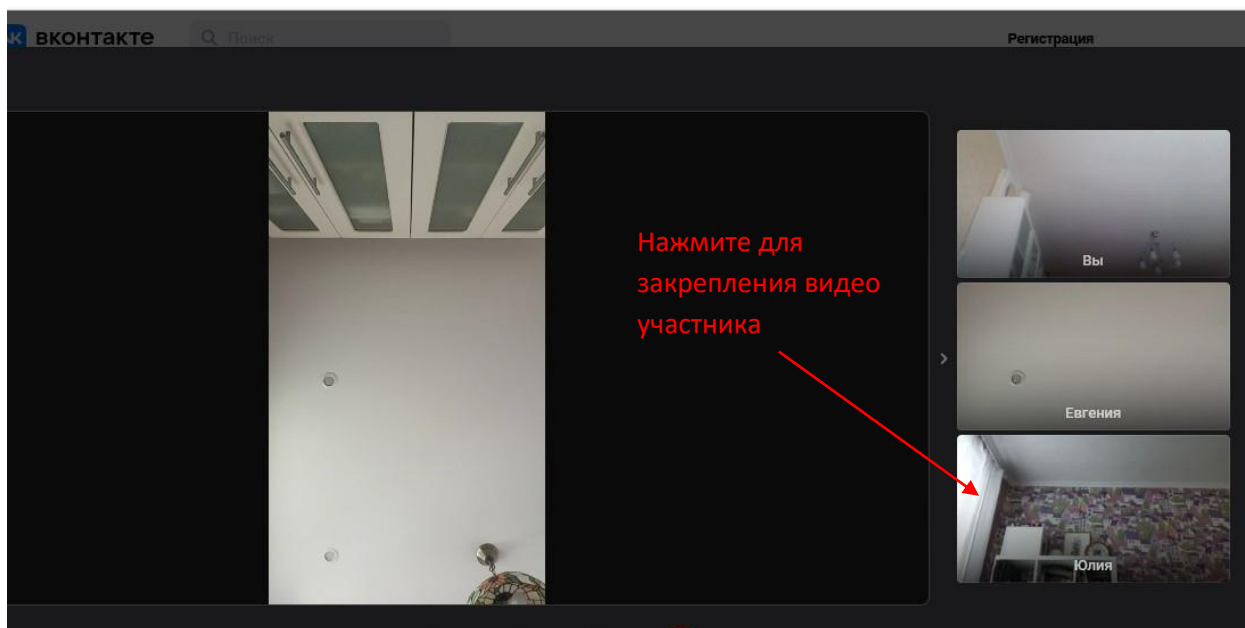 вконтакте
Поиск
Регистрация
Нажмите для
закрепления видео
участника
Вы
Евгения
Юлия